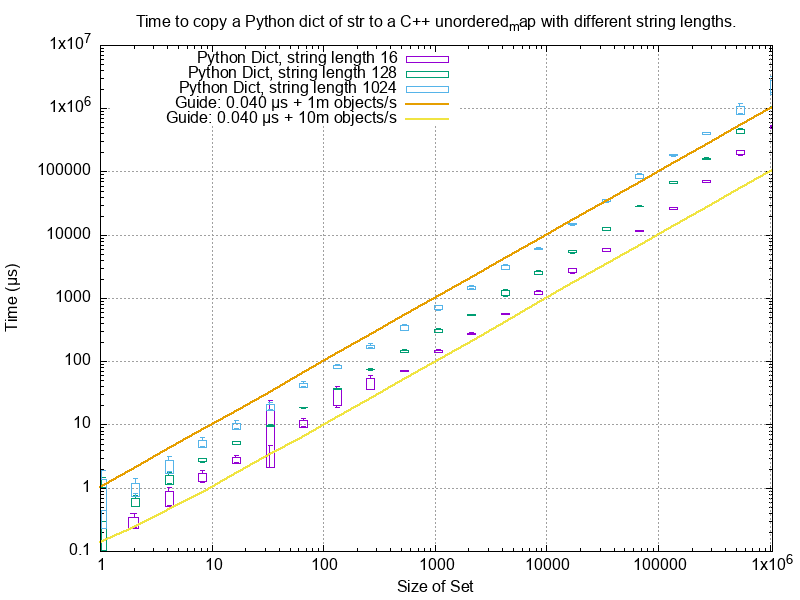 Time to copy a Python dict of str to a C++ unordered_map with different string lengths.
1x10^7
Python Dict, string length 16
Python Dict, string length 128
Python Dict, string length 1024
1x10^6
Guide: 0.040 µs + 1m objects/s
Guide: 0.040 µs + 10m objects/s
100000
10000
Time (µs)
1000
100
10
1
0.1
1 10 100 1000 10000 100000 1x10^6
Size of Set